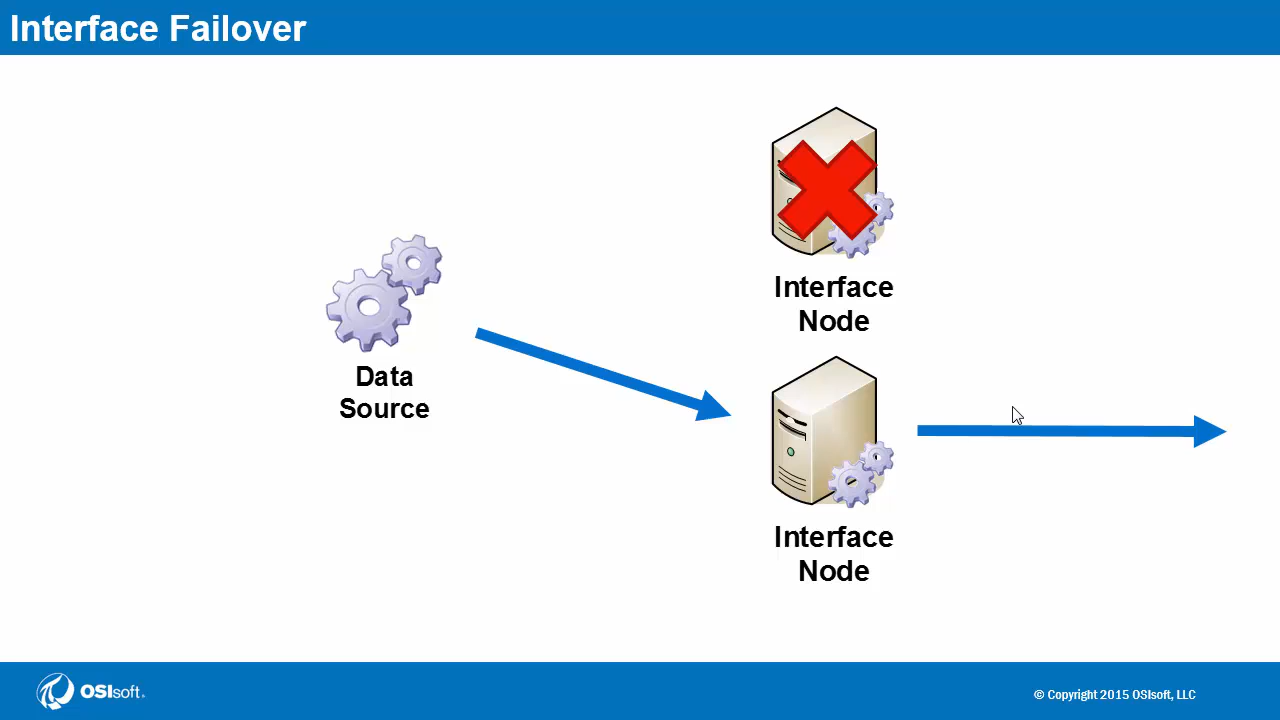 Interface Failover
Interface
Node
Data
Source
Interface
Node
OSIsoft.
© Copyright 2015 OSIsoft, LLC